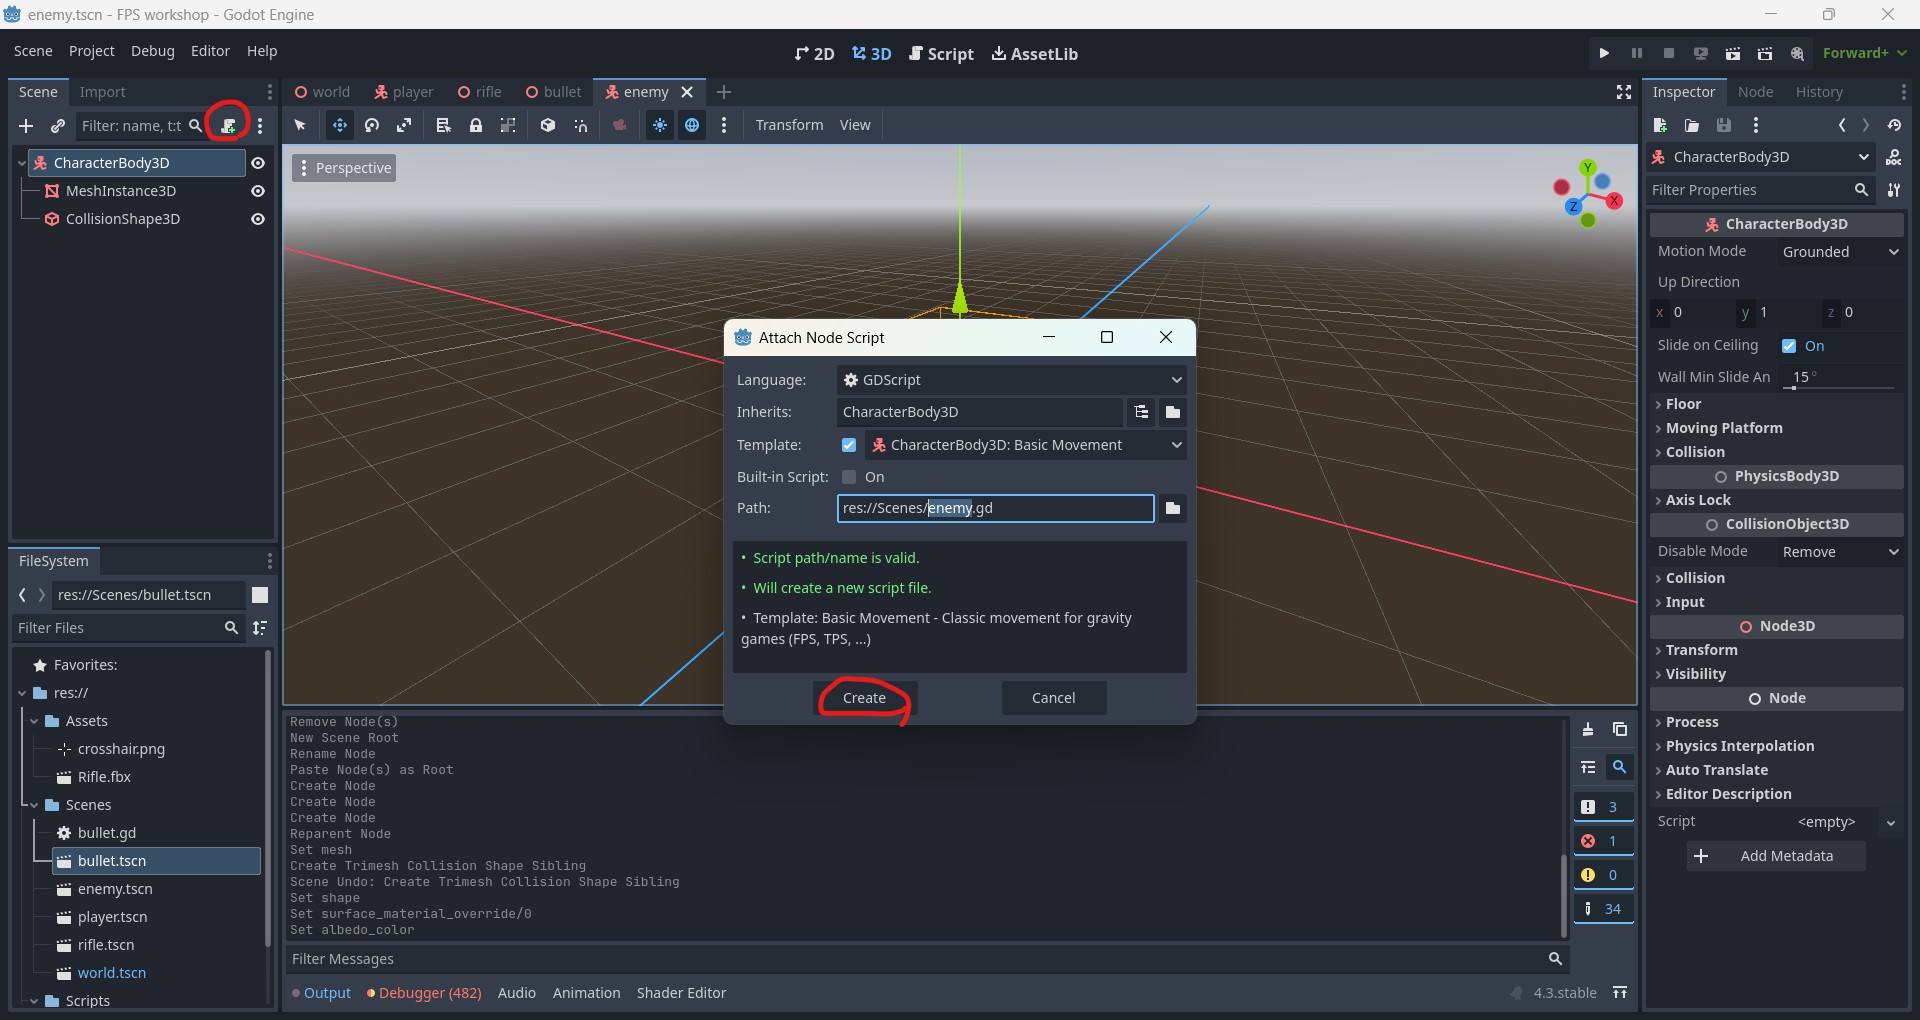 enemy.tscn - FPS workshop - Godot Engine
Scene Project Debug Editor Help
2D 3D Script AssetLib
Forward+
Scene Import
world player rifle bullet enemy
Inspector Node History
Filter: name, t:t
Transform View
CharacterBody3D
MeshInstance3D
CollisionShape3D
Perspective
Y
X
Z
CharacterBody3D
Filter Properties
CharacterBody3D
Motion Mode Grounded
Up Direction
x 0 y 1 z 0
Slide on Ceiling On
Wall Min Slide An 15 °
Floor
Moving Platform
Collision
PhysicsBody3D
Axis Lock
CollisionObject3D
Disable Mode Remove
Collision
Input
Node3D
Transform
Visibility
Node
Process
Physics Interpolation
Auto Translate
Editor Description
Script <empty>
Add Metadata
Attach Node Script
Language: GDScript
Inherits: CharacterBody3D
Template: CharacterBody3D: Basic Movement
Built-in Script: On
Path: res://Scenes/enemy.gd
• Script path/name is valid.
• Will create a new script file.
• Template: Basic Movement - Classic movement for gravity
games (FPS, TPS, ...)
Create Cancel
FileSystem
res://Scenes/bullet.tscn
Filter Files
Favorites:
res://
Assets
crosshair.png
Rifle.fbx
Scenes
bullet.gd
bullet.tscn
enemy.tscn
player.tscn
rifle.tscn
world.tscn
Scripts
Remove Node(s)
New Scene Root
Rename Node
Paste Node(s) as Root
Create Node
Create Node
Create Node
Reparent Node
Set mesh
Create Trimesh Collision Shape Sibling
Scene Undo: Create Trimesh Collision Shape Sibling
Set shape
Set surface_material_override/0
Set albedo_color
3
1
0
34
Filter Messages
Output Debugger (482) Audio Animation Shader Editor
4.3.stable